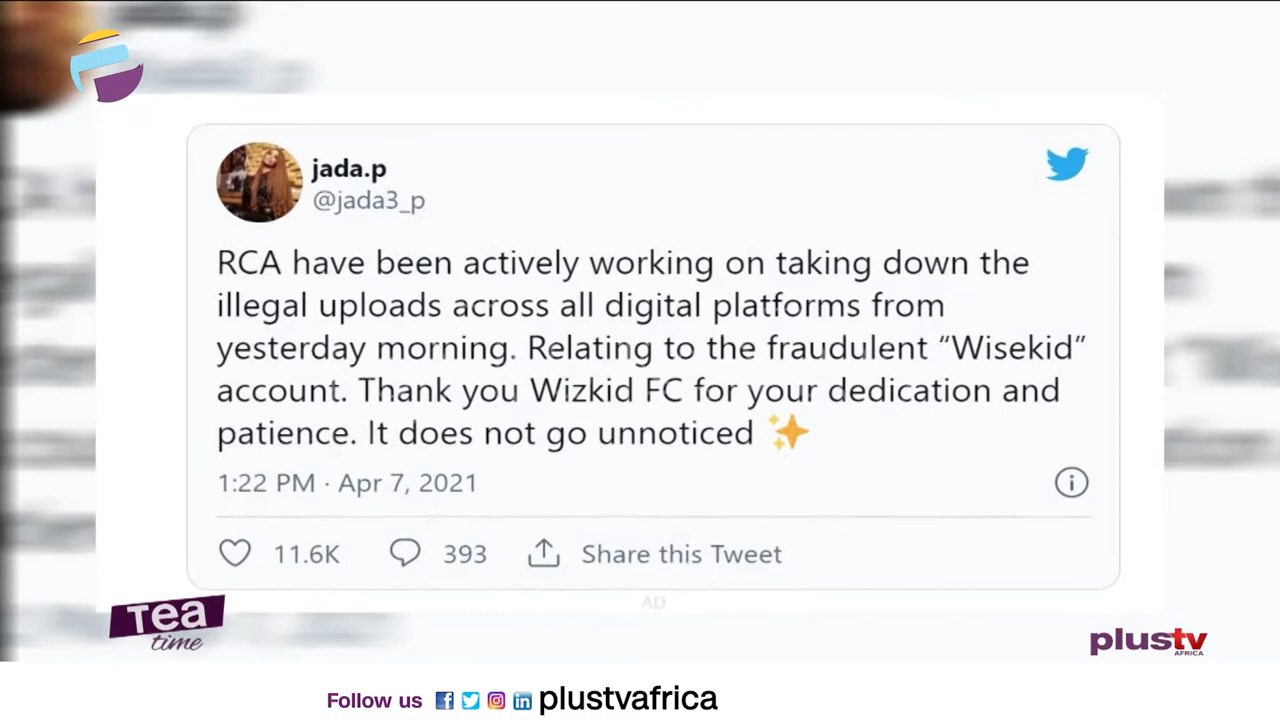 jada.p
@jada3_p
RCA have been actively working on taking down the
illegal uploads across all digital platforms from
yesterday morning. Relating to the fraudulent “Wisekid”
account. Thank you Wizkid FC for your dedication and
patience. It does not go unnoticed ✨
1:22 PM · Apr 7, 2021
11.6K 393 Share this Tweet
AD
Tea
time
plustv
AFRICA
Follow us plustvafrica